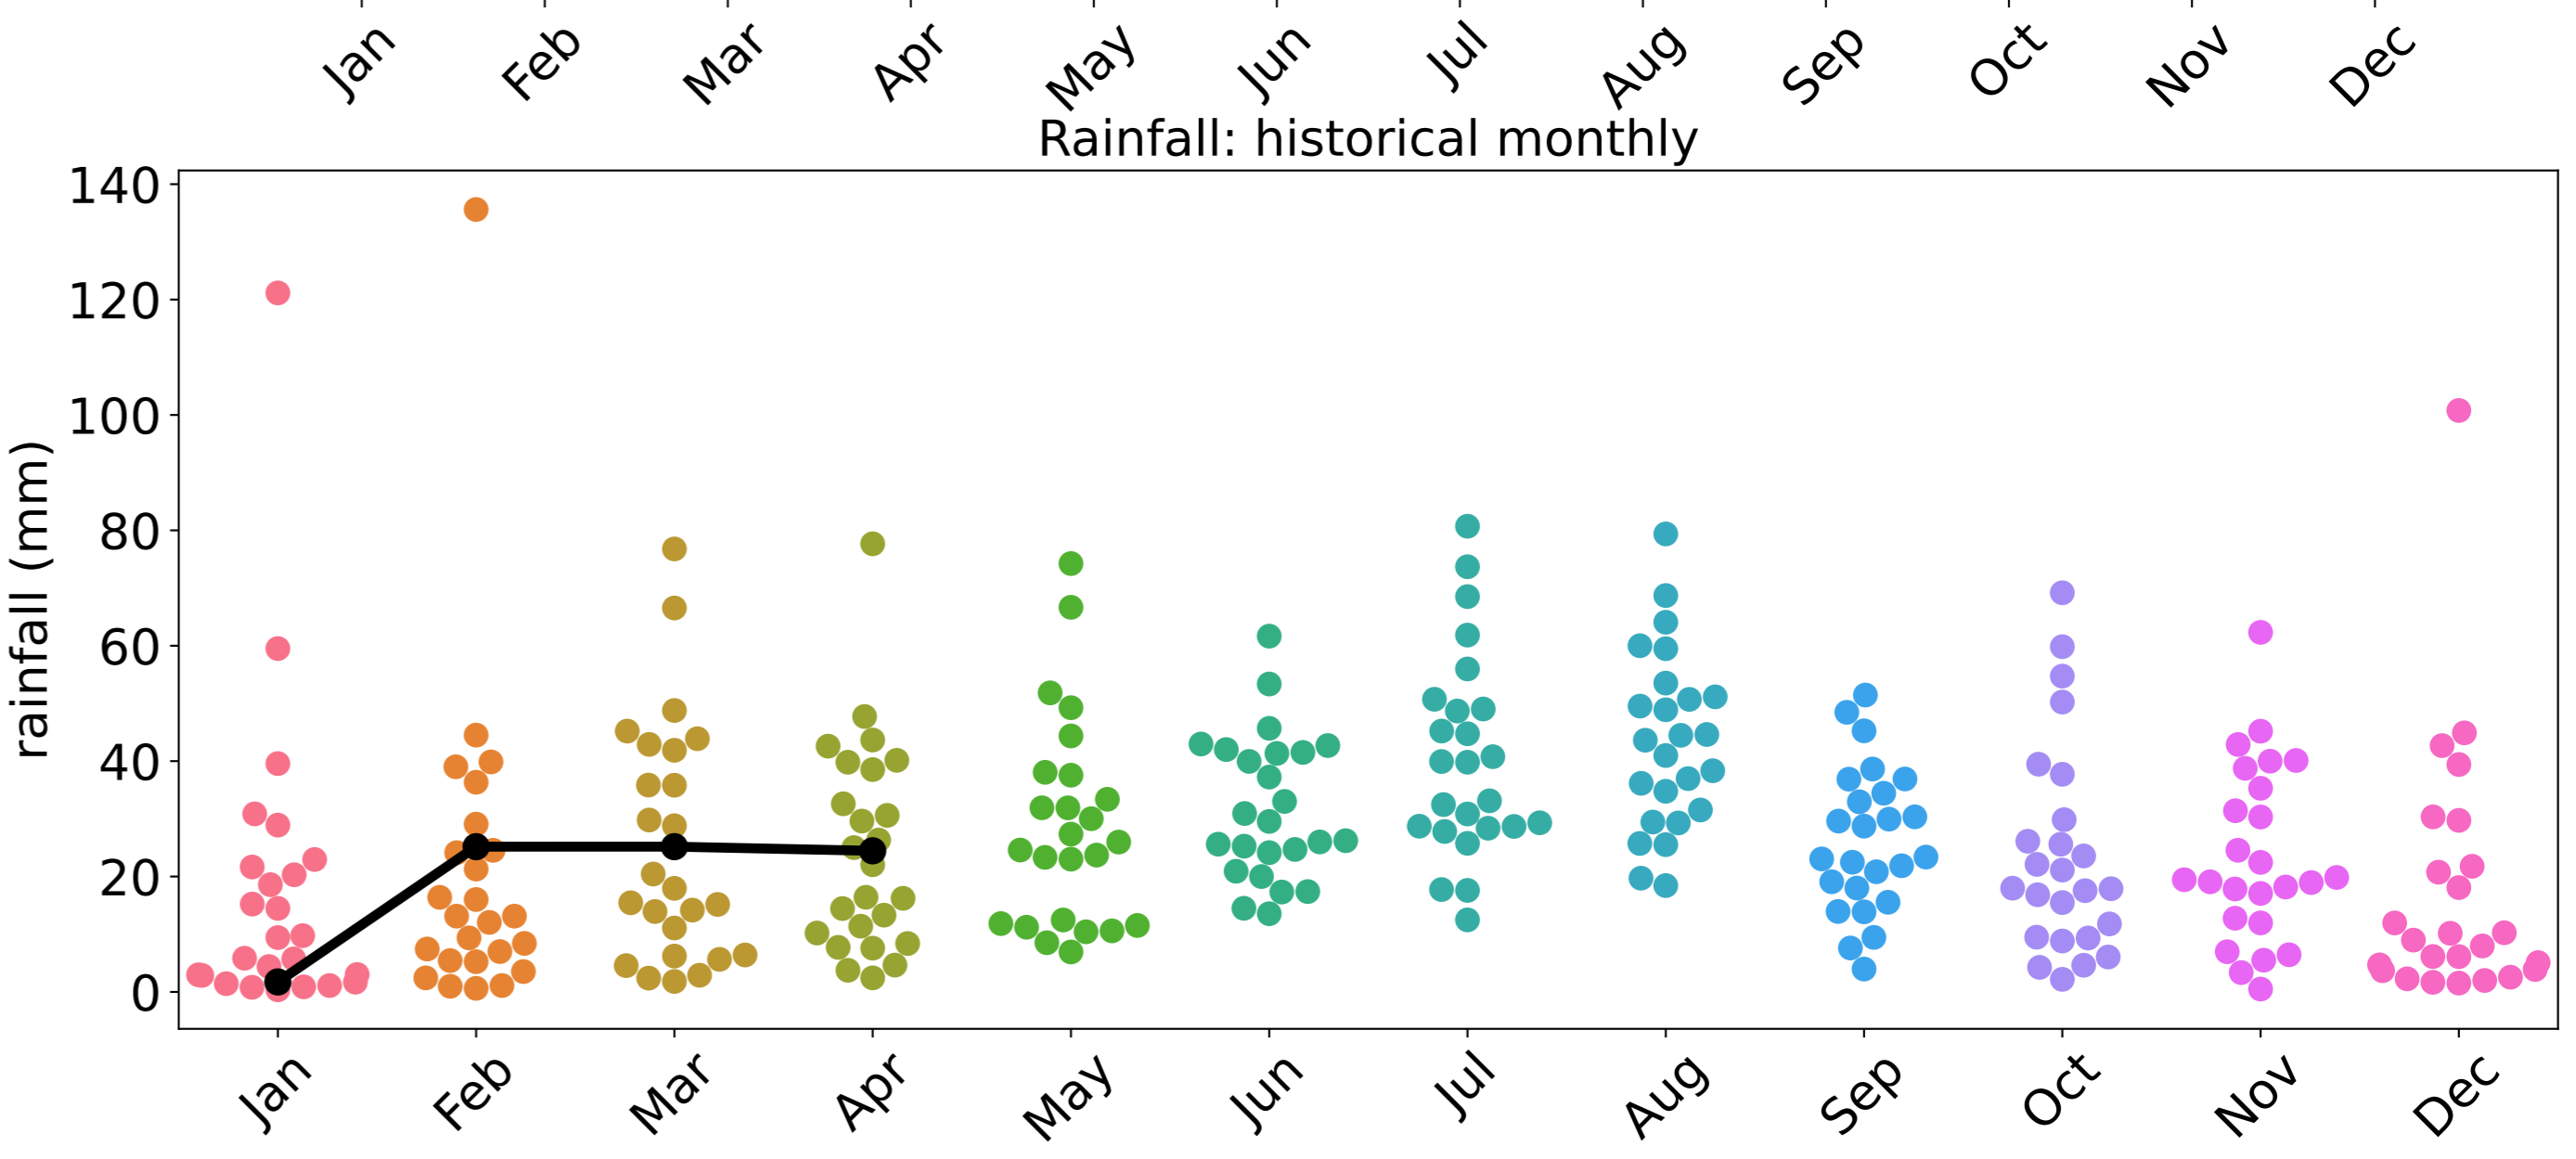 Jan Feb Mar Apr May Jun Jul Aug Sep Oct Nov Dec
Rainfall: historical monthly
140
120
100
80
60
40
20
0
rainfall (mm)
Jan Feb Mar Apr May Jun Jul Aug Sep Oct Nov Dec